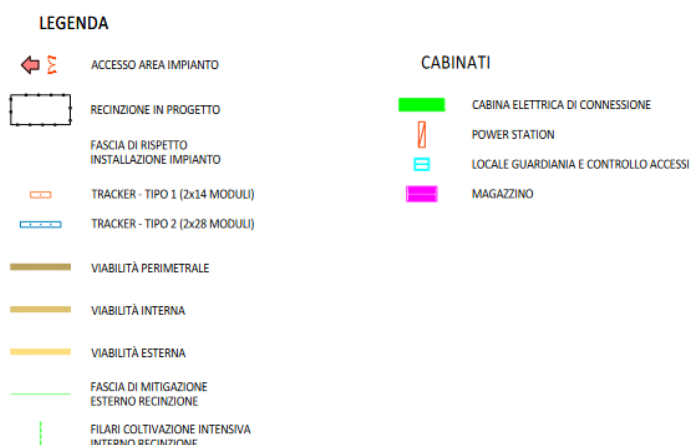 LEGENDA
ACCESSO AREA IMPIANTO
RECINZIONE IN PROGETTO
FASCIA DI RISPETTO
INSTALLAZIONE IMPIANTO
TRACKER - TIPO 1 (2x14 MODULI)
TRACKER - TIPO 2 (2x28 MODULI)
VIABILITÀ PERIMETRALE
VIABILITÀ INTERNA
VIABILITÀ ESTERNA
FASCIA DI MITIGAZIONE
ESTERNO RECINZIONE
FILARI COLTIVAZIONE INTENSIVA
INTERNO RECINZIONE
CABINATI
CABINA ELETTRICA DI CONNESSIONE
POWER STATION
LOCALE GUARDIANIA E CONTROLLO ACCESSI
MAGAZZINO